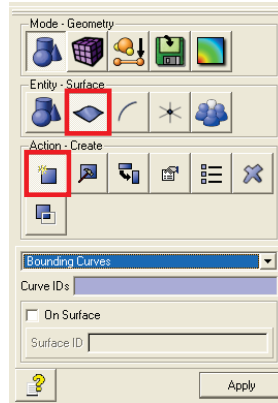 Mode - Geometry
Entity - Surface
Action - Create
Bounding Curves
Curve IDs
On Surface
Surface ID
Apply